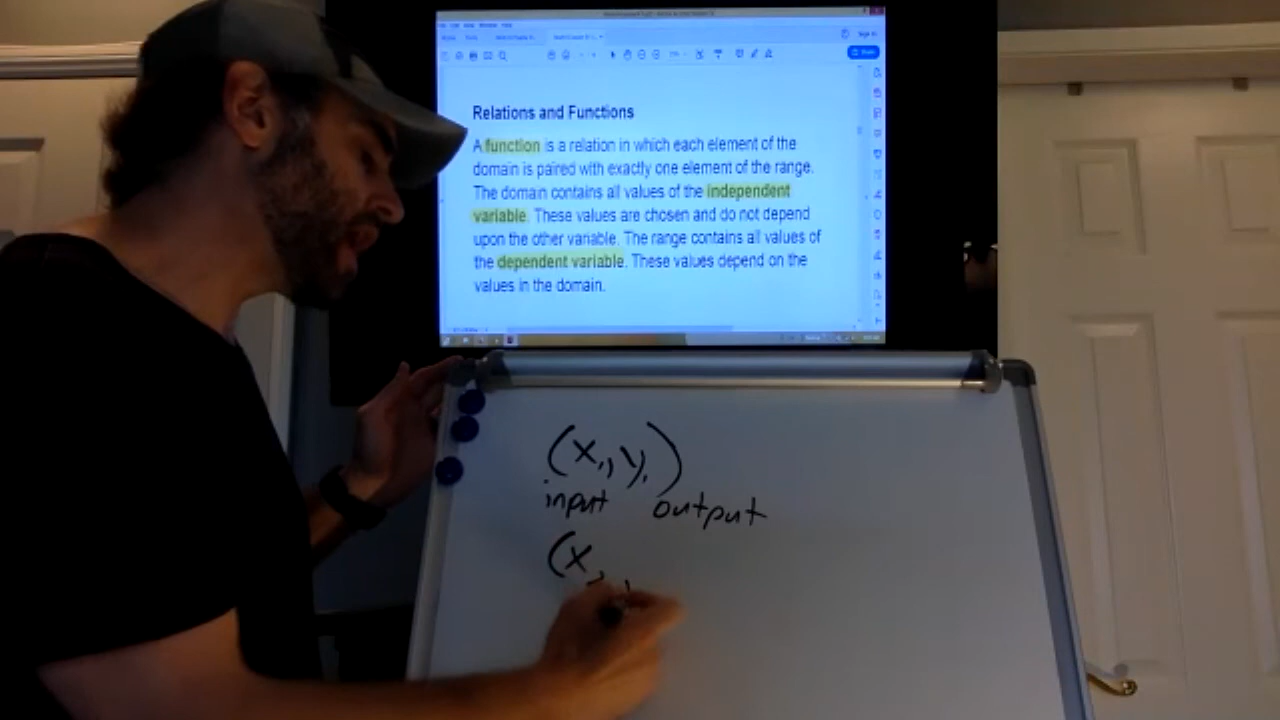 Relations and Functions
A function is a relation in which each element of the
domain is paired with exactly one element of the range.
The domain contains all values of the independent
variable. These values are chosen and do not depend
upon the other variable. The range contains all values of
the dependent variable. These values depend on the
values in the domain.
(x₁, y₁)
input output
(x,